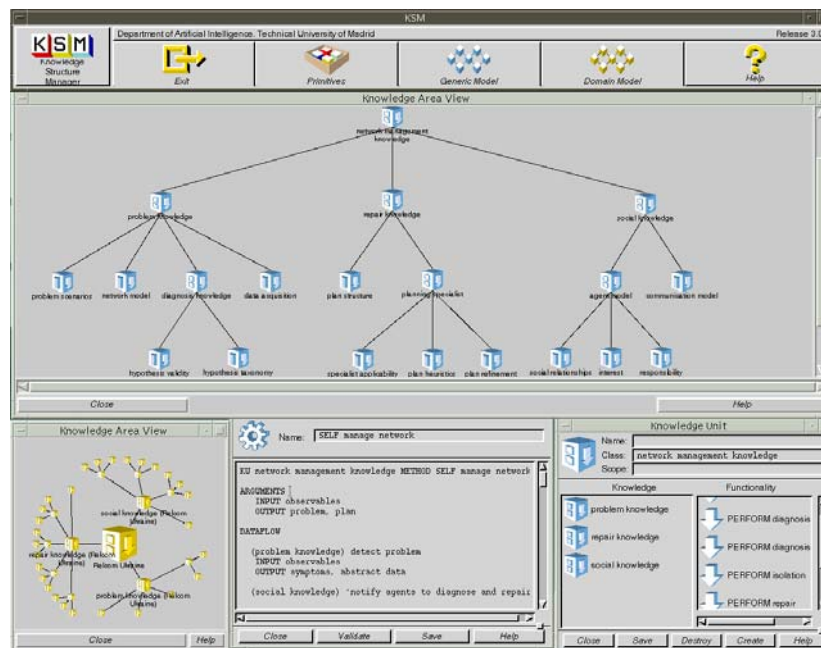 KSM
KSM
Knowledge
Structure
Manager
Department of Artificial Intelligence. Technical University of Madrid
Release 3.0
Exit
Primitives
Generic Model
Domain Model
Help
Knowledge Area View
network management
knowledge
problem knowledge
repair knowledge
social knowledge
problem scenarios
network model
diagnosis knowledge
data acquisition
plan structure
planning specialist
agent model
communication model
hypothesis validity
hypothesis taxonomy
specialist applicability
plan heuristics
plan refinement
social relationships
interest
responsibility
Close
Help
Knowledge Area View
social knowledge (Rekom
Ukraine)
repair knowledge (Rekom
Ukraine)
Rekom Ukraine
problem knowledge (Rekom
Ukraine)
Close
Help
Name: SELF manage network
KU network management knowledge METHOD SELF manage network
ARGUMENTS
INPUT observables
OUTPUT problem, plan
DATAFLOW
(problem knowledge) detect problem
INPUT observables
OUTPUT symptoms, abstract data
(social knowledge) 'notify agents to diagnose and repair
Close
Validate
Save
Help
Knowledge Unit
Name:
Class: network management knowledge
Scope:
Knowledge
Functionality
problem knowledge
repair knowledge
social knowledge
PERFORM diagnosis
PERFORM diagnosis
PERFORM isolation
PERFORM repair
Close
Save
Destroy
Create
Help